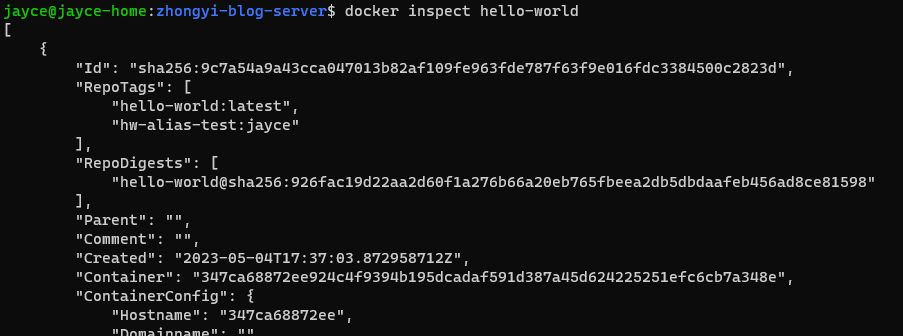 jayce@jayce-home:zhongyi-blog-server$ docker inspect hello-world
[
    {
        "Id": "sha256:9c7a54a9a43cca047013b82af109fe963fde787f63f9e016fdc3384500c2823d",
        "RepoTags": [
            "hello-world:latest",
            "hw-alias-test:jayce"
        ],
        "RepoDigests": [
            "hello-world@sha256:926fac19d22aa2d60f1a276b66a20eb765fbeea2db5dbdaafeb456ad8ce81598"
        ],
        "Parent": "",
        "Comment": "",
        "Created": "2023-05-04T17:37:03.872958712Z",
        "Container": "347ca68872ee924c4f9394b195dcadaf591d387a45d624225251efc6cb7a348e",
        "ContainerConfig": {
            "Hostname": "347ca68872ee",
            "Domainname": ""